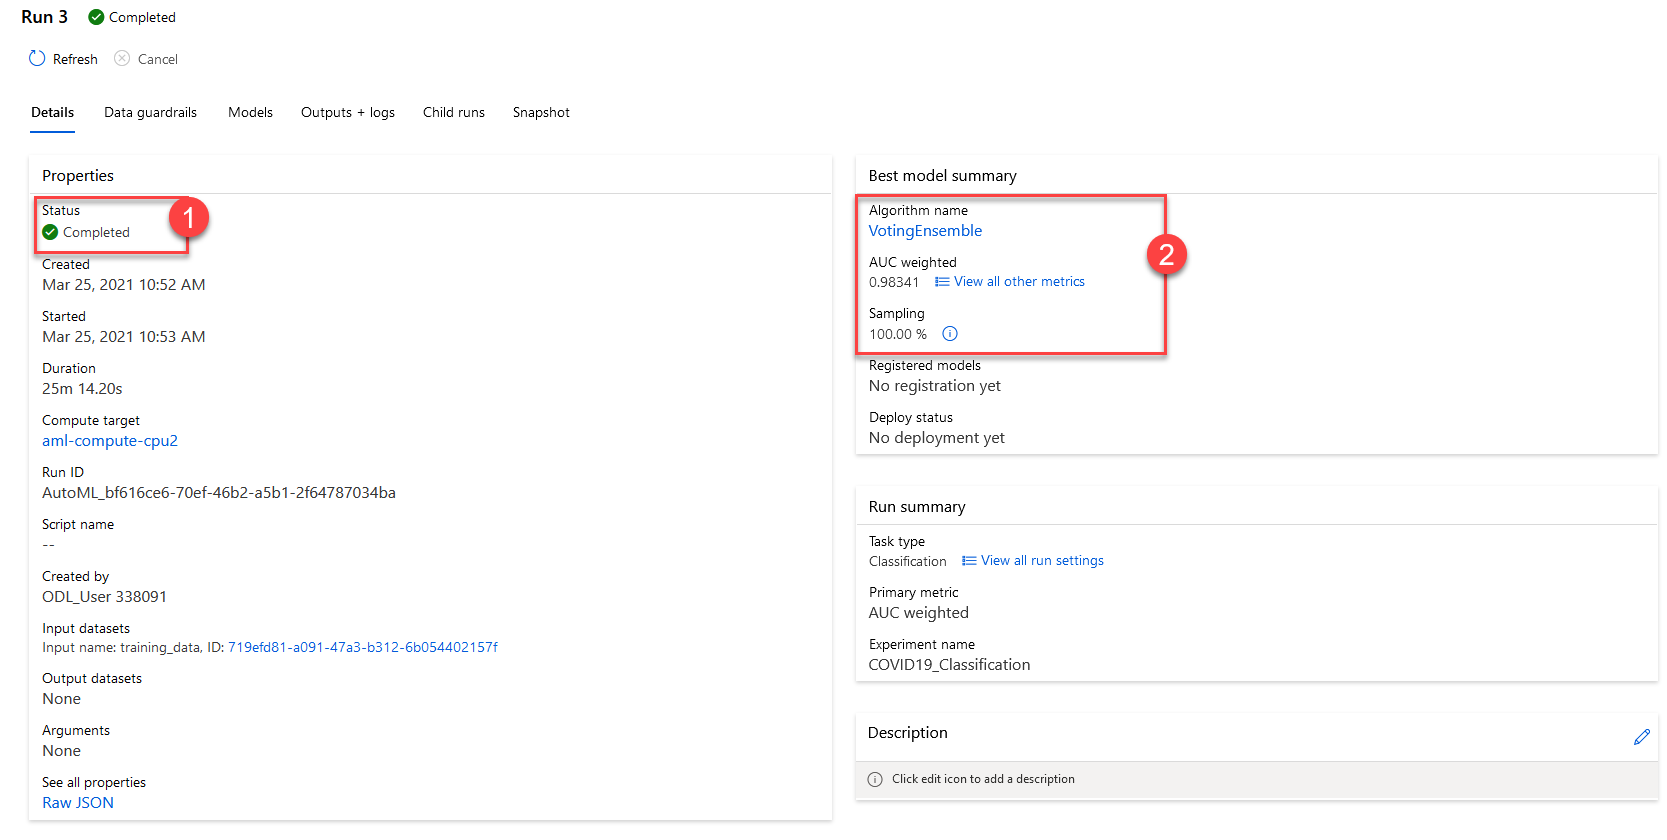 Run 3 Completed
Refresh Cancel
Details Data guardrails Models Outputs + logs Child runs Snapshot
Properties
Status
Completed
1
Created
Mar 25, 2021 10:52 AM
Started
Mar 25, 2021 10:53 AM
Duration
25m 14.20s
Compute target
aml-compute-cpu2
Run ID
AutoML_bf616ce6-70ef-46b2-a5b1-2f64787034ba
Script name
--
Created by
ODL_User 338091
Input datasets
Input name: training_data, ID: 719efd81-a091-47a3-b312-6b054402157f
Output datasets
None
Arguments
None
See all properties
Raw JSON
Best model summary
Algorithm name
VotingEnsemble
AUC weighted
0.98341 View all other metrics
2
Sampling
100.00 %
Registered models
No registration yet
Deploy status
No deployment yet
Run summary
Task type
Classification View all run settings
Primary metric
AUC weighted
Experiment name
COVID19_Classification
Description
Click edit icon to add a description